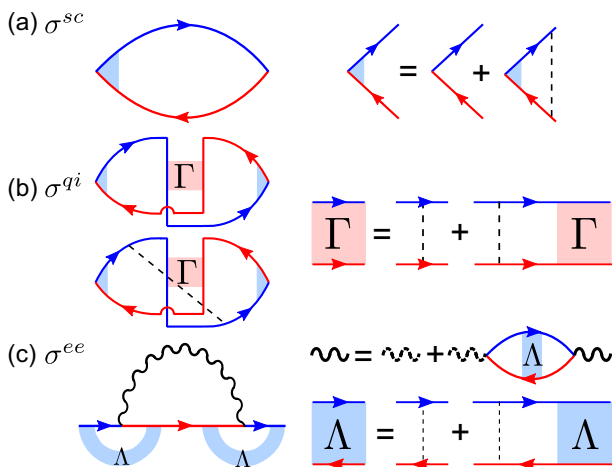 (a) σ^{sc}
= +
(b) σ^{qi}
Γ
Γ = + Γ
Γ
(c) σ^{ee}
= + Λ
Λ Λ
Λ = + Λ